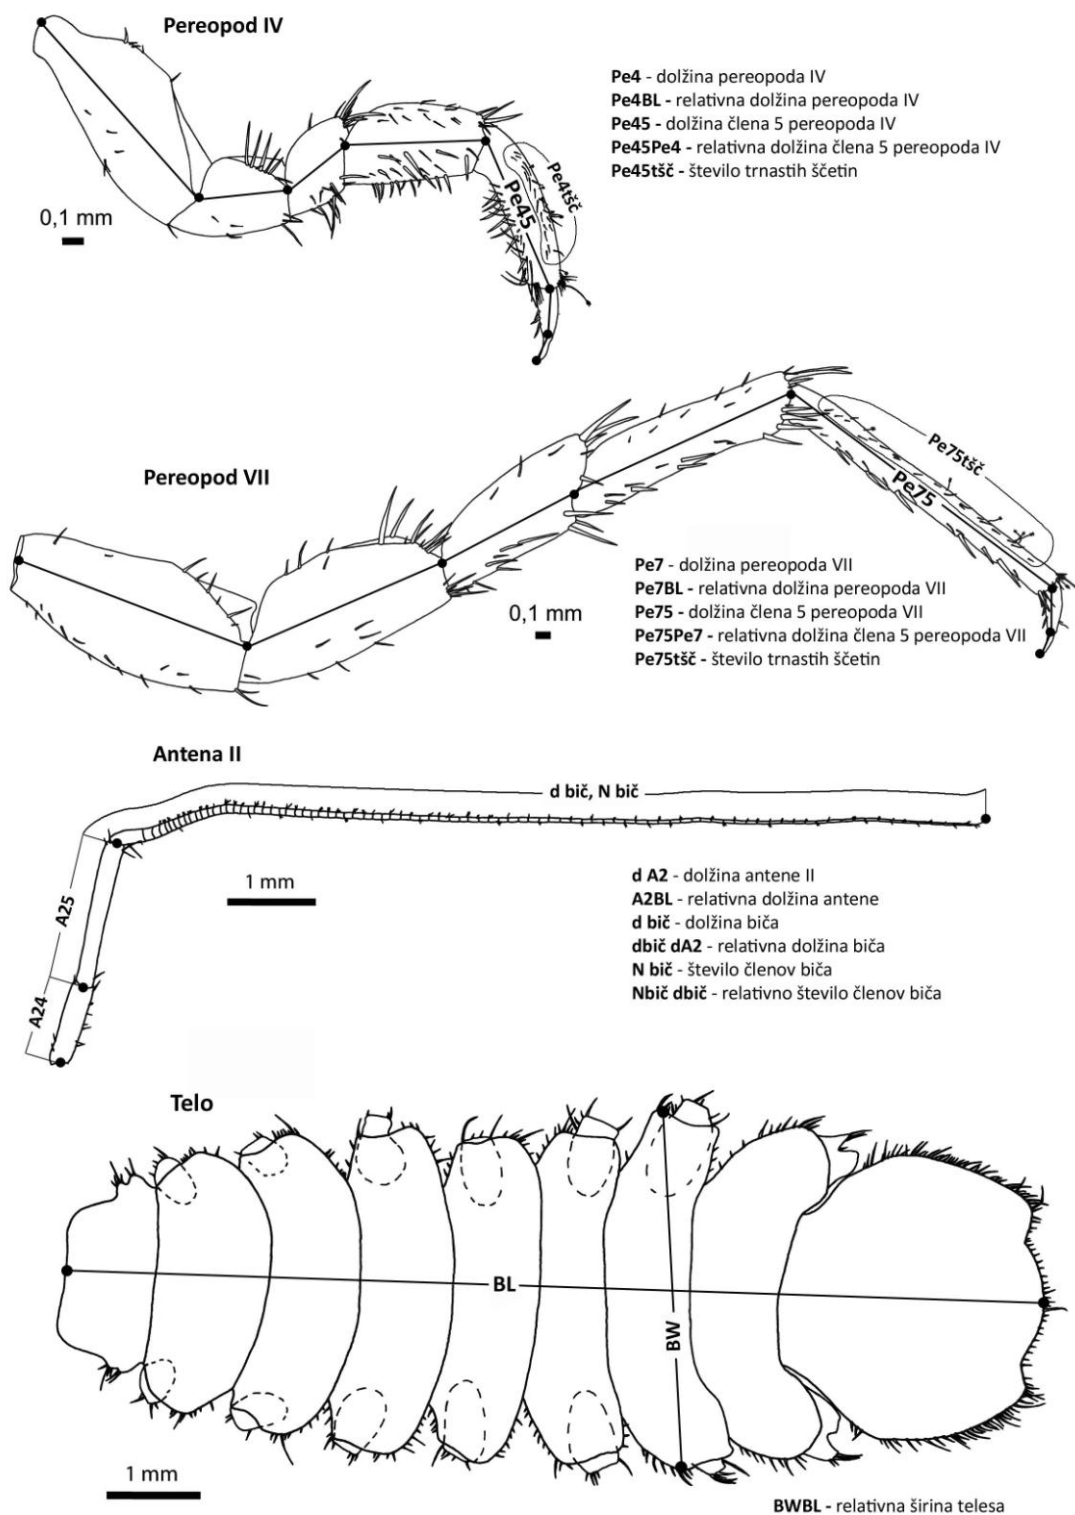 Pereopod IV
Pe4 - dolžina pereopoda IV
Pe4BL - relativna dolžina pereopoda IV
Pe45 - dolžina člena 5 pereopoda IV
Pe45Pe4 - relativna dolžina člena 5 pereopoda IV
Pe45tšč - število trnastih ščetin
Pe4tšč
Pe45
0,1 mm
Pereopod VII
Pe75tšč
Pe75
Pe7 - dolžina pereopoda VII
Pe7BL - relativna dolžina pereopoda VII
Pe75 - dolžina člena 5 pereopoda VII
Pe75Pe7 - relativna dolžina člena 5 pereopoda VII
Pe75tšč - število trnastih ščetin
0,1 mm
Antena II
d bič, N bič
A25
A24
1 mm
d A2 - dolžina antene II
A2BL - relativna dolžina antene
d bič - dolžina biča
dbič dA2 - relativna dolžina biča
N bič - število členov biča
Nbič dbič - relativno število členov biča
Telo
BL
BW
1 mm
BWBL - relativna širina telesa